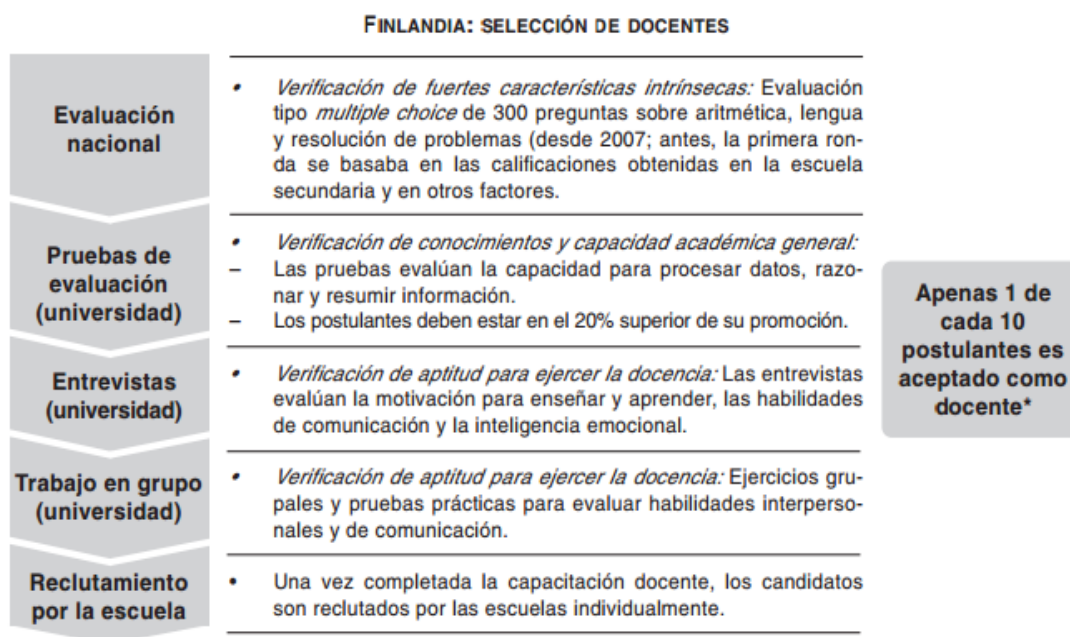 FINLANDIA: SELECCIÓN DE DOCENTES
Evaluación
nacional
• Verificación de fuertes características intrínsecas: Evaluación
tipo multiple choice de 300 preguntas sobre aritmética, lengua
y resolución de problemas (desde 2007; antes, la primera ron-
da se basaba en las calificaciones obtenidas en la escuela
secundaria y en otros factores.
Pruebas de
evaluación
(universidad)
• Verificación de conocimientos y capacidad académica general:
– Las pruebas evalúan la capacidad para procesar datos, razo-
nar y resumir información.
– Los postulantes deben estar en el 20% superior de su promoción.
Entrevistas
(universidad)
• Verificación de aptitud para ejercer la docencia: Las entrevistas
evalúan la motivación para enseñar y aprender, las habilidades
de comunicación y la inteligencia emocional.
Trabajo en grupo
(universidad)
• Verificación de aptitud para ejercer la docencia: Ejercicios gru-
pales y pruebas prácticas para evaluar habilidades interperso-
nales y de comunicación.
Reclutamiento
por la escuela
• Una vez completada la capacitación docente, los candidatos
son reclutados por las escuelas individualmente.
Apenas 1 de
cada 10
postulantes es
aceptado como
docente*